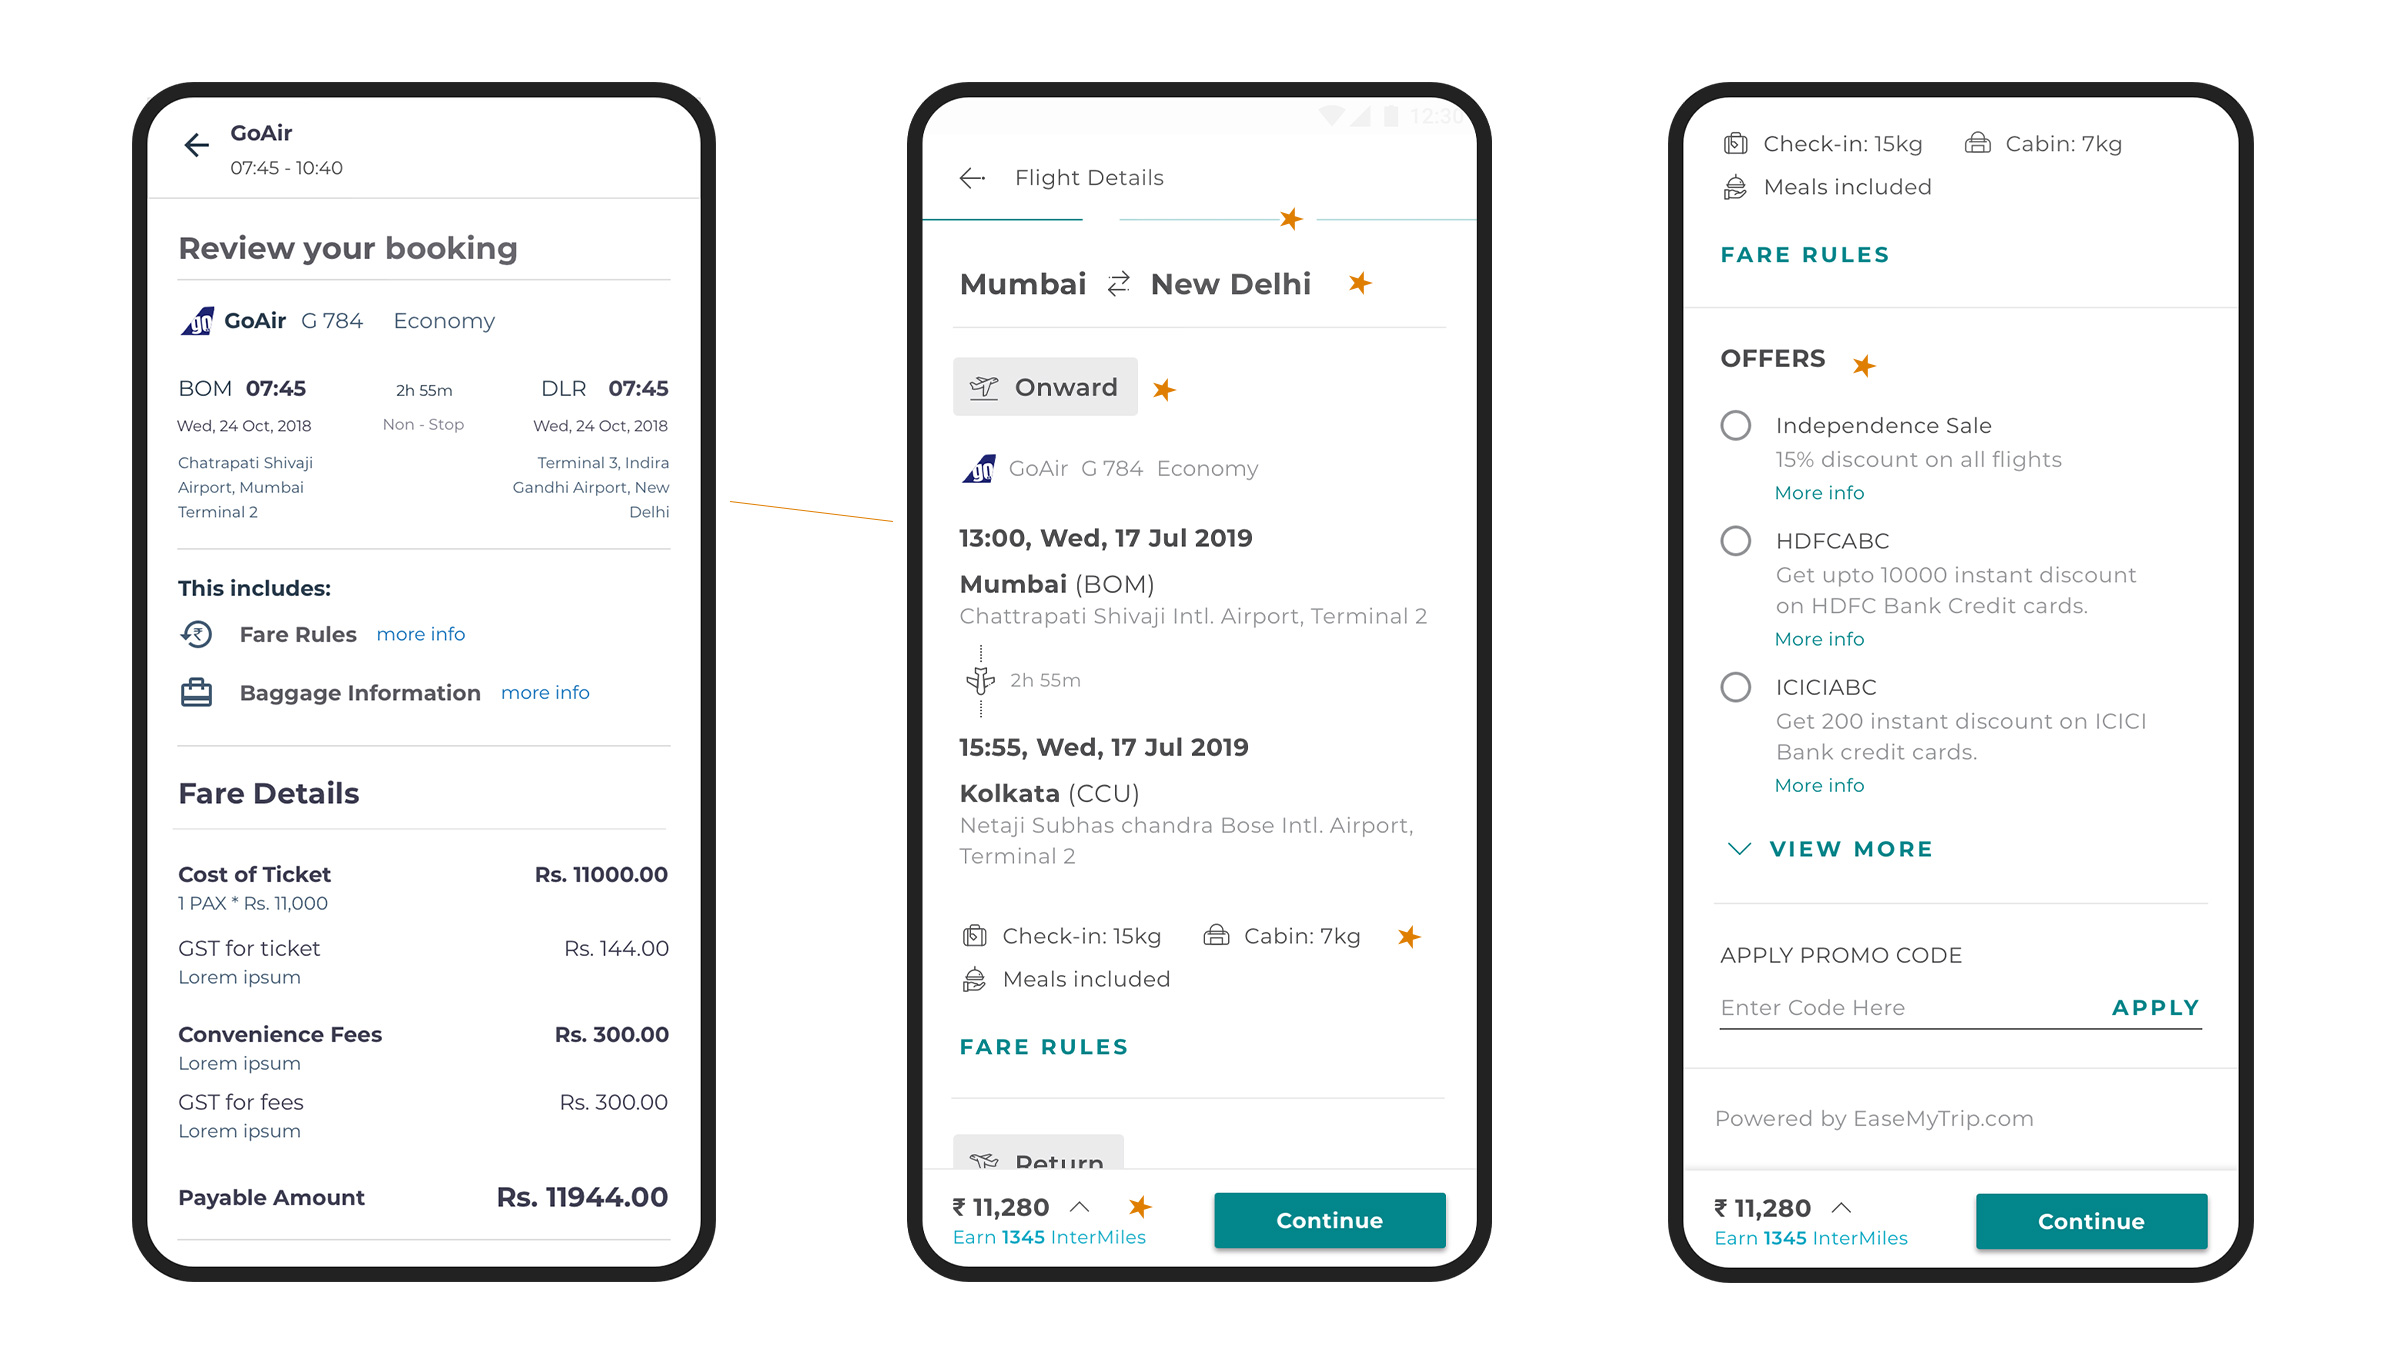 GoAir
07:45 - 10:40
Review your booking
go GoAir G 784 Economy
BOM 07:45 2h 55m DLR 07:45
Wed, 24 Oct, 2018 Non - Stop Wed, 24 Oct, 2018
Chatrapati Shivaji
Airport, Mumbai
Terminal 2
Terminal 3, Indira
Gandhi Airport, New
Delhi
This includes:
Fare Rules more info
Baggage Information more info
Fare Details
Cost of Ticket Rs. 11000.00
1 PAX * Rs. 11,000
GST for ticket Rs. 144.00
Lorem ipsum
Convenience Fees Rs. 300.00
Lorem ipsum
GST for fees Rs. 300.00
Lorem ipsum
Payable Amount Rs. 11944.00
12:30
Flight Details
Mumbai New Delhi
Onward
go GoAir G 784 Economy
13:00, Wed, 17 Jul 2019
Mumbai (BOM)
Chattrapati Shivaji Intl. Airport, Terminal 2
2h 55m
15:55, Wed, 17 Jul 2019
Kolkata (CCU)
Netaji Subhas chandra Bose Intl. Airport,
Terminal 2
Check-in: 15kg Cabin: 7kg
Meals included
FARE RULES
Return
₹ 11,280
Earn 1345 InterMiles
Continue
Check-in: 15kg Cabin: 7kg
Meals included
FARE RULES
OFFERS
Independence Sale
15% discount on all flights
More info
HDFCABC
Get upto 10000 instant discount
on HDFC Bank Credit cards.
More info
ICICIABC
Get 200 instant discount on ICICI
Bank credit cards.
More info
VIEW MORE
APPLY PROMO CODE
Enter Code Here APPLY
Powered by EaseMyTrip.com
₹ 11,280
Earn 1345 InterMiles
Continue